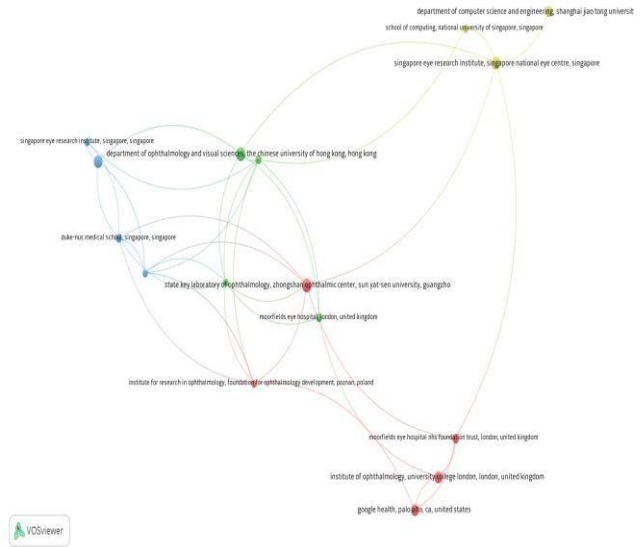 department of computer science and engineering, shanghai jiao tong universit
school of computing, national university of singapore, singapore
singapore eye research institute, singapore national eye centre, singapore
singapore eye research institute, singapore, singapore
department of ophthalmology and visual sciences, the chinese university of hong kong, hong kong
duke-nus medical school, singapore, singapore
state key laboratory of ophthalmology, zhongshan ophthalmic center, sun yat-sen university, guangzho
moorfields eye hospital, london, united kingdom
institute for research in ophthalmology, foundation for ophthalmology development, poznan, poland
moorfields eye hospital nhs foundation trust, london, united kingdom
institute of ophthalmology, university college london, london, united kingdom
google health, palo alto, ca, united states
VOSviewer